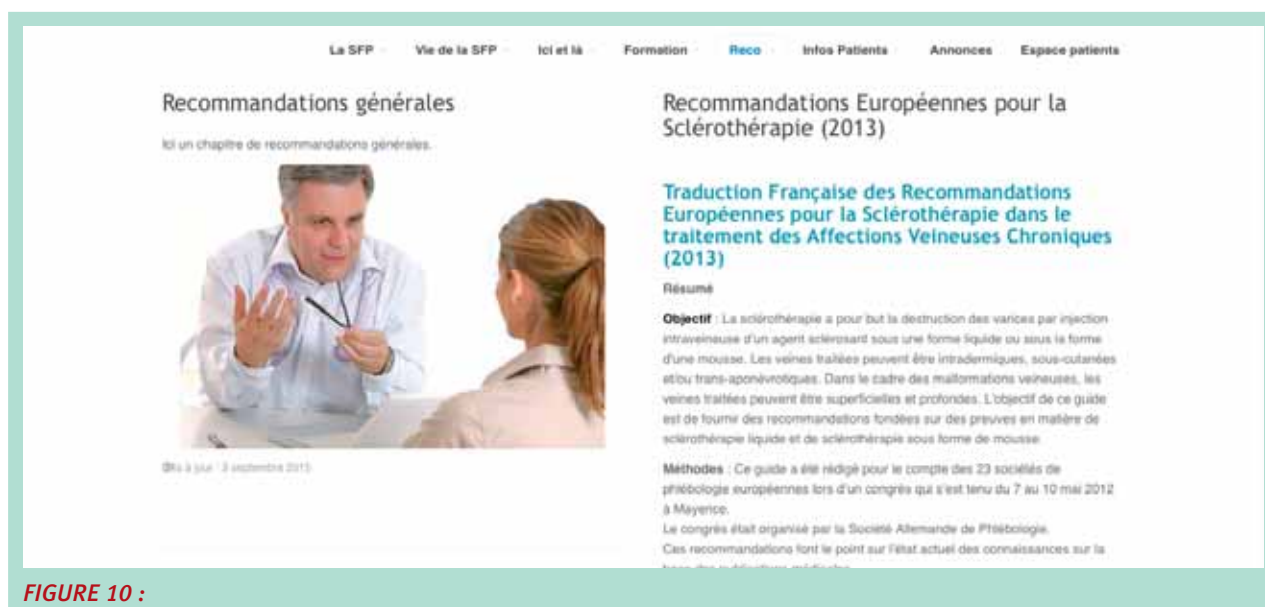 La SFP Vie de la SFP Ici et là Formation Reco Infos Patients Annonces Espace patients
Recommandations générales
Ici un chapitre de recommandations générales.
Mis à jour : 3 septembre 2015
Recommandations Européennes pour la
Sclérothérapie (2013)
Traduction Française des Recommandations
Européennes pour la Sclérothérapie dans le
traitement des Affections Veineuses Chroniques
(2013)
Résumé
Objectif : La sclérothérapie a pour but la destruction des varices par injection
intraveineuse d'un agent sclérosant sous une forme liquide ou sous la forme
d'une mousse. Les veines traitées peuvent être intradermiques, sous-cutanées
et/ou trans-aponévrotiques. Dans le cadre des malformations veineuses, les
veines traitées peuvent être superficielles et profondes. L'objectif de ce guide
est de fournir des recommandations fondées sur des preuves en matière de
sclérothérapie liquide et de sclérothérapie sous forme de mousse.
Méthodes : Ce guide a été rédigé pour le compte des 23 sociétés de
phlébologie européennes lors d'un congrès qui s'est tenu du 7 au 10 mai 2012
à Mayence.
Le congrès était organisé par la Société Allemande de Phlébologie.
Ces recommandations font le point sur l'état actuel des connaissances sur la
FIGURE 10 :